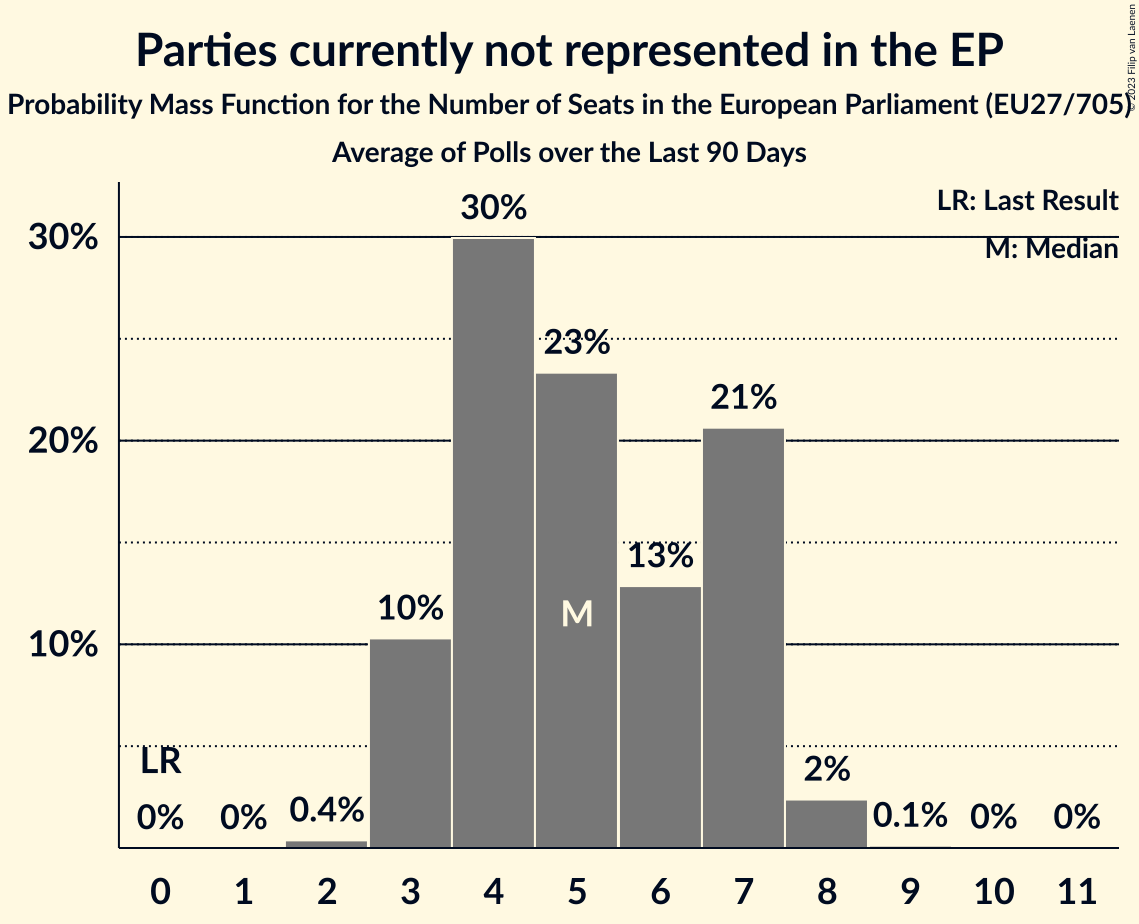 Parties currently not represented in the EP
Probability Mass Function for the Number of Seats in the European Parliament (EU27/705)
Average of Polls over the Last 90 Days
© 2023 Filip van Laenen
LR: Last Result
M: Median
30%
20%
10%
LR
0%
0%
0.4%
10%
30%
23%
M
13%
21%
2%
0.1%
0%
0%
0 1 2 3 4 5 6 7 8 9 10 11